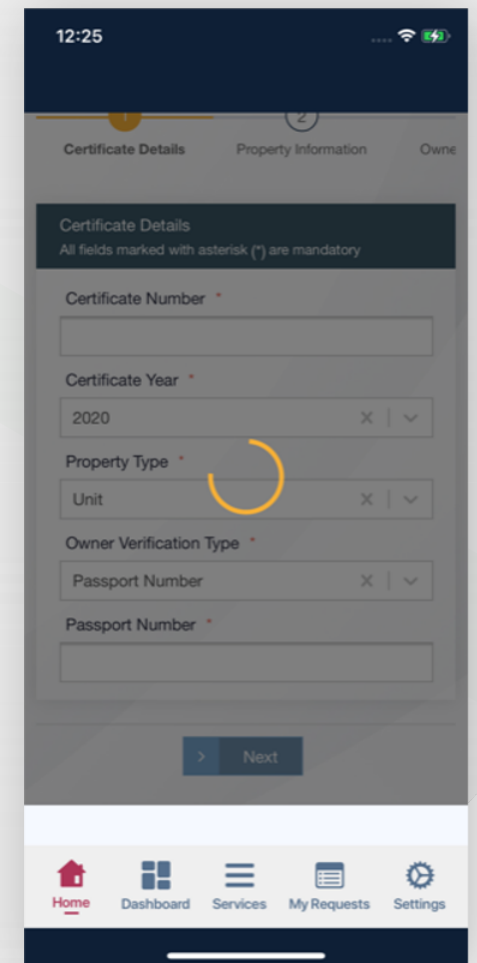 12:25
1
2
Certificate Details
Property Information
Owne
Certificate Details
All fields marked with asterisk (*) are mandatory
Certificate Number *
Certificate Year *
2020
Property Type *
Unit
Owner Verification Type *
Passport Number
Passport Number *
Next
Home
Dashboard
Services
My Requests
Settings